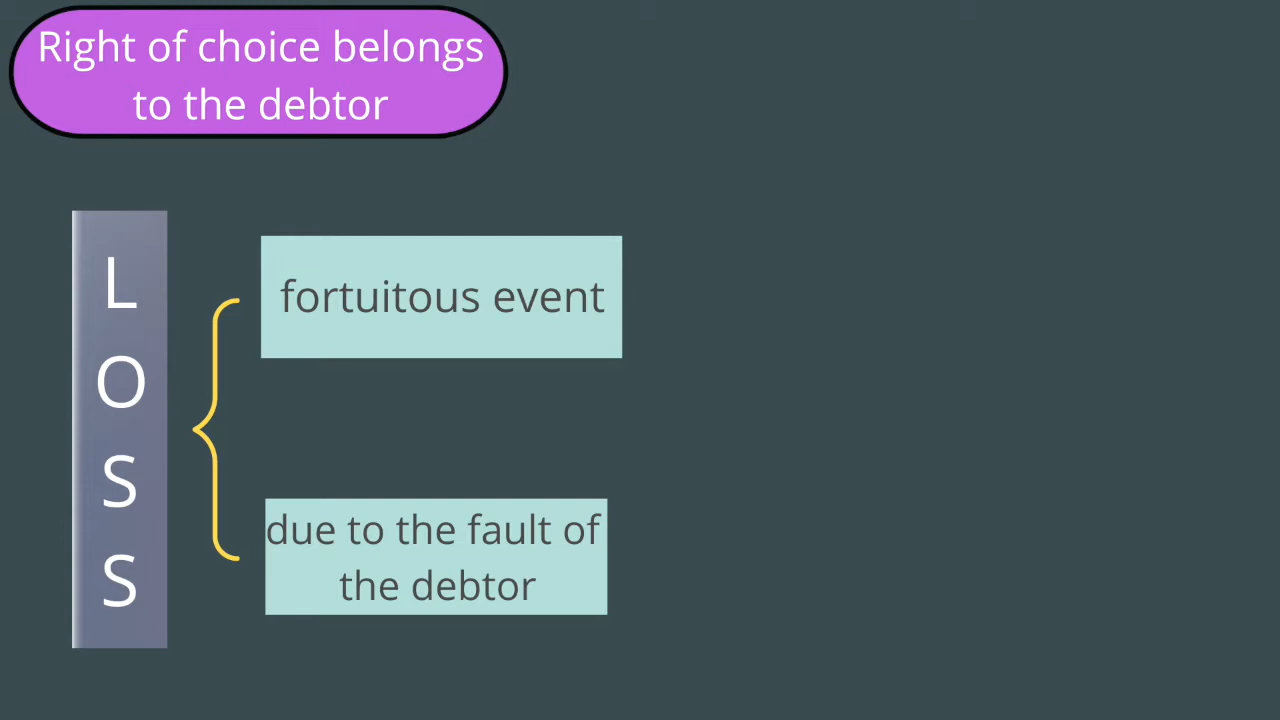 Right of choice belongs
to the debtor
L
O
S
S
fortuitous event
due to the fault of
the debtor